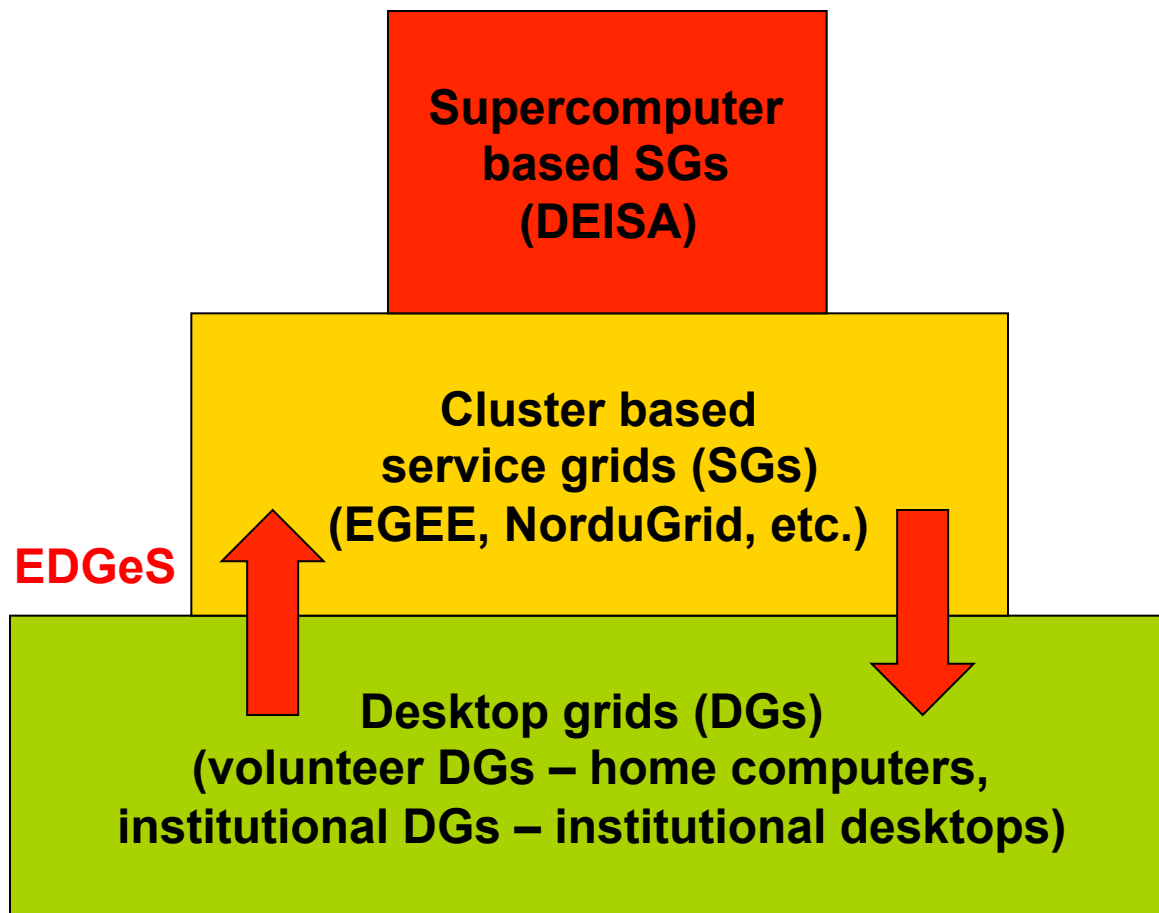 Supercomputer
based SGs
(DEISA)
Cluster based
service grids (SGs)
(EGEE, NorduGrid, etc.)
EDGeS
Desktop grids (DGs)
(volunteer DGs – home computers,
institutional DGs – institutional desktops)